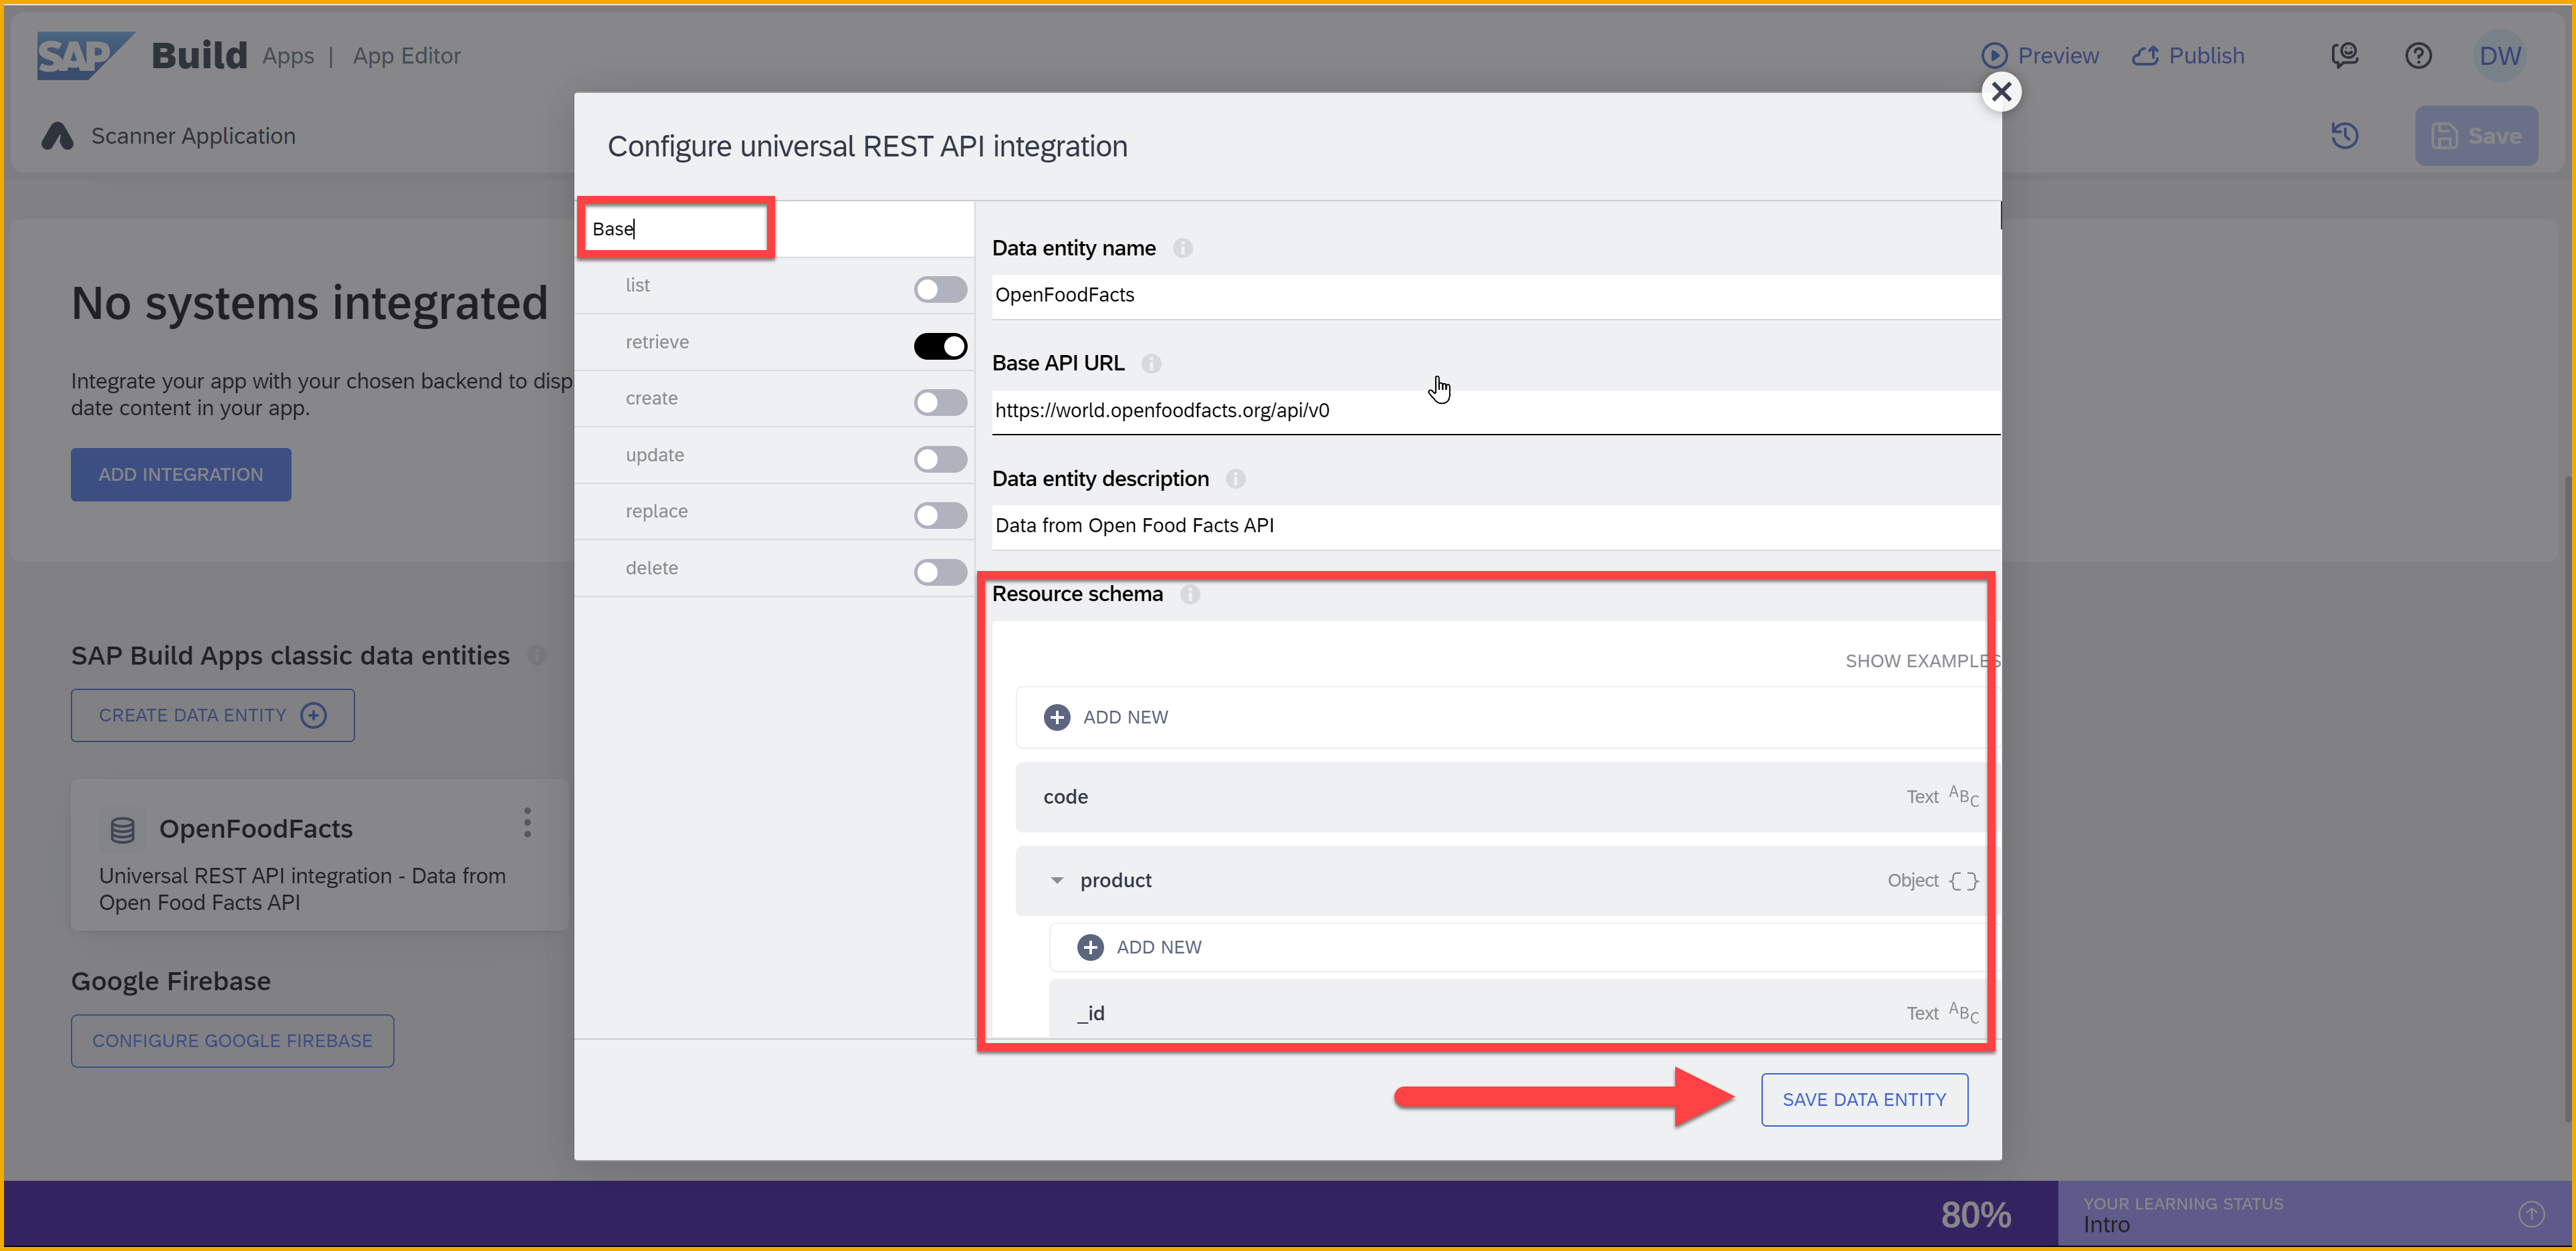 SAP Build Apps | App Editor
Preview
Publish
DW
Scanner Application
Save
Configure universal REST API integration
No systems integrated
Integrate your app with your chosen backend to disp
date content in your app.
ADD INTEGRATION
SAP Build Apps classic data entities
CREATE DATA ENTITY
OpenFoodFacts
Universal REST API integration - Data from
Open Food Facts API
Google Firebase
CONFIGURE GOOGLE FIREBASE
Base
list
retrieve
create
update
replace
delete
Data entity name
OpenFoodFacts
Base API URL
https://world.openfoodfacts.org/api/v0
Data entity description
Data from Open Food Facts API
Resource schema
SHOW EXAMPLES
ADD NEW
code
Text ABC
product
Object { }
ADD NEW
_id
Text ABC
SAVE DATA ENTITY
80%
YOUR LEARNING STATUS
Intro